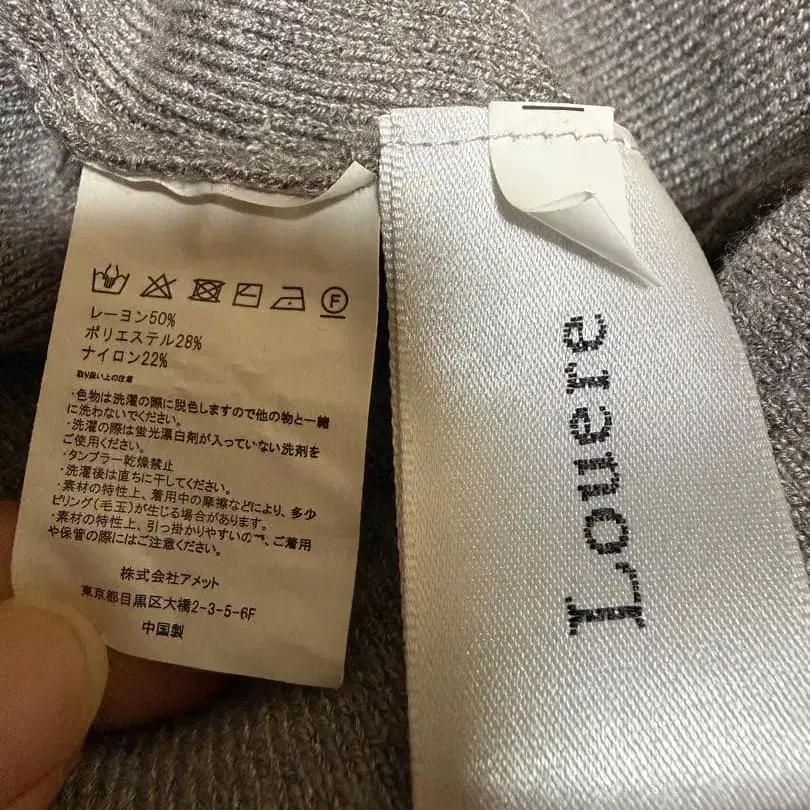 F
レーヨン50%
ポリエステル28%
ナイロン22%
取り扱い上の注意
・色物は洗濯の際に脱色しますので他の物と一緒
に洗わないでください。
・洗濯の際は蛍光漂白剤が入っていない洗剤を
ご使用ください。
・タンブラー乾燥禁止
・洗濯後は直ちに干してください。
・素材の特性上、着用中の摩擦などにより、多少
ピリング(毛玉)が生じる場合があります。
・素材の特性上、引っ掛かりやすいので、ご着用
や保管の際にはご注意ください。
株式会社アメット
東京都目黒区大橋2-3-5-6F
中国製
Louere